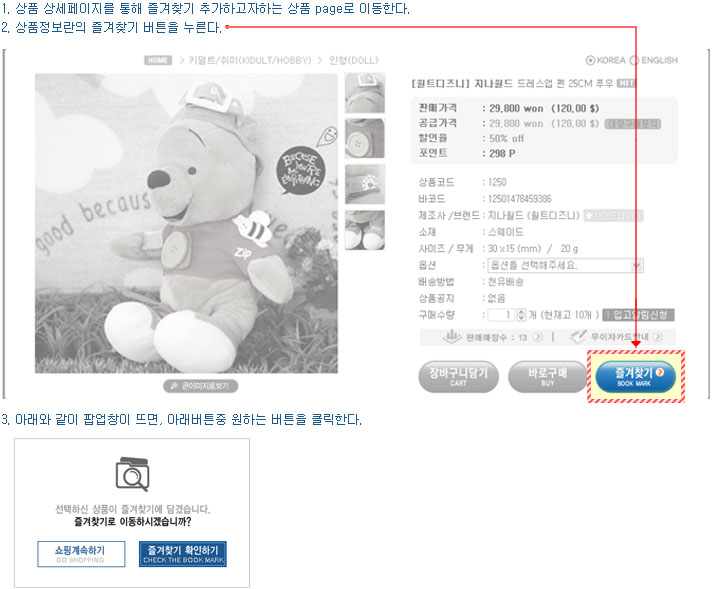 1. 상품 상세페이지를 통해 즐겨찾기 추가하고자하는 상품 page로 이동한다.
2. 상품정보란의 즐겨찾기 버튼을 누른다.
HOME > 키덜트/취미(KIDULT/HOBBY) > 인형(DOLL)
KOREA ENGLISH
[월트디즈니] 지나월드 드레스업 펀 25CM 푸우 HIT
판매가격 : 29,800 won (120,00 $)
공급가격 : 29,800 won (120,00 $) 대량구매문의
할인율 : 50% off
포인트 : 298 P
BECAUSE YOU ARE MY EVERYTHING
good because
ZIP
상품코드 : 1250
바코드 : 12501478459386
제조사 /브랜드 : 지나월드 (월트디즈니)
소재 : 스웨이드
사이즈 / 무게 : 30 x15 (mm) / 20 g
옵션 : 옵션을 선택해주세요.
배송방법 : 천유배송
상품공지 : 없음
구매수량 : 1 개 (현재고 10개 ) ! 입고알림신청
판매매장수 : 13 ? | 무이자카드안내 ?
큰이미지로보기
장바구니담기 바로구매 즐겨찾기 ?
CART BUY BOOK MARK
3. 아래와 같이 팝업창이 뜨면, 아래버튼중 원하는 버튼을 클릭한다.
선택하신 상품이 즐겨찾기에 담겼습니다.
즐겨찾기로 이동하시겠습니까?
쇼핑계속하기 즐겨찾기 확인하기
GO SHOPPING CHECK THE BOOK MARK